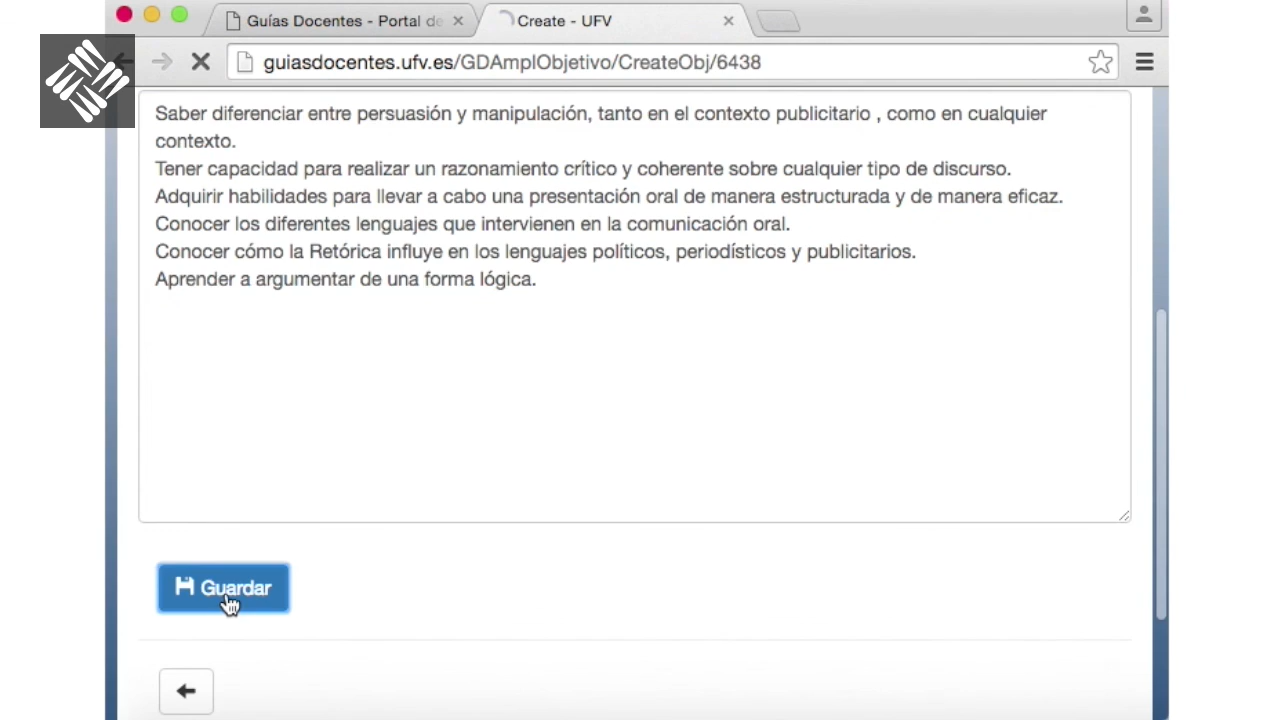 Guías Docentes - Portal de
Create - UFV
guiasdocentes.ufv.es/GDAmplObjetivo/CreateObj/6438
Saber diferenciar entre persuasión y manipulación, tanto en el contexto publicitario , como en cualquier
contexto.
Tener capacidad para realizar un razonamiento crítico y coherente sobre cualquier tipo de discurso.
Adquirir habilidades para llevar a cabo una presentación oral de manera estructurada y de manera eficaz.
Conocer los diferentes lenguajes que intervienen en la comunicación oral.
Conocer cómo la Retórica influye en los lenguajes políticos, periodísticos y publicitarios.
Aprender a argumentar de una forma lógica.
Guardar